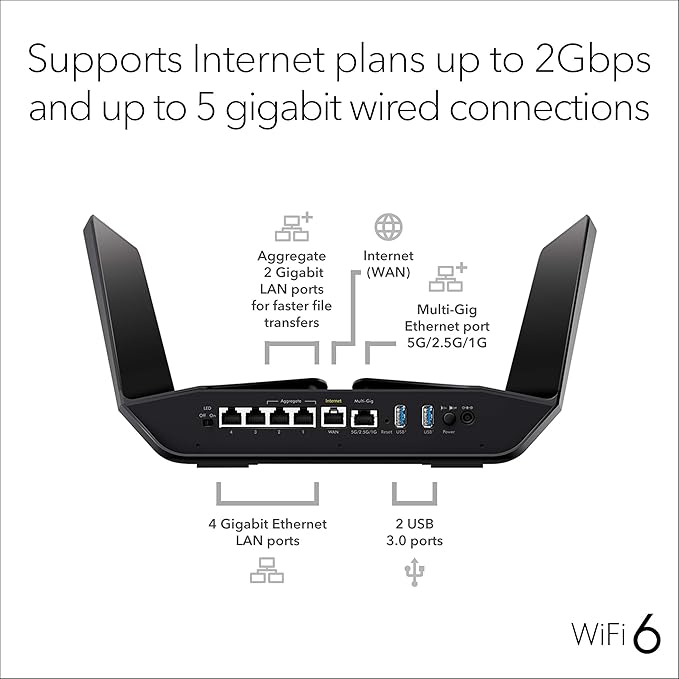 Supports Internet plans up to 2Gbps
and up to 5 gigabit wired connections
Aggregate
2 Gigabit
LAN ports
for faster file
transfers
Internet
(WAN)
Multi-Gig
Ethernet port
5G/2.5G/1G
LED
Off On
Aggregate
4 3 2 1
Internet
WAN
Multi-Gig
5G/2.5G/1G
Reset
USB
USB
Power
4 Gigabit Ethernet
LAN ports
2 USB
3.0 ports
WiFi 6